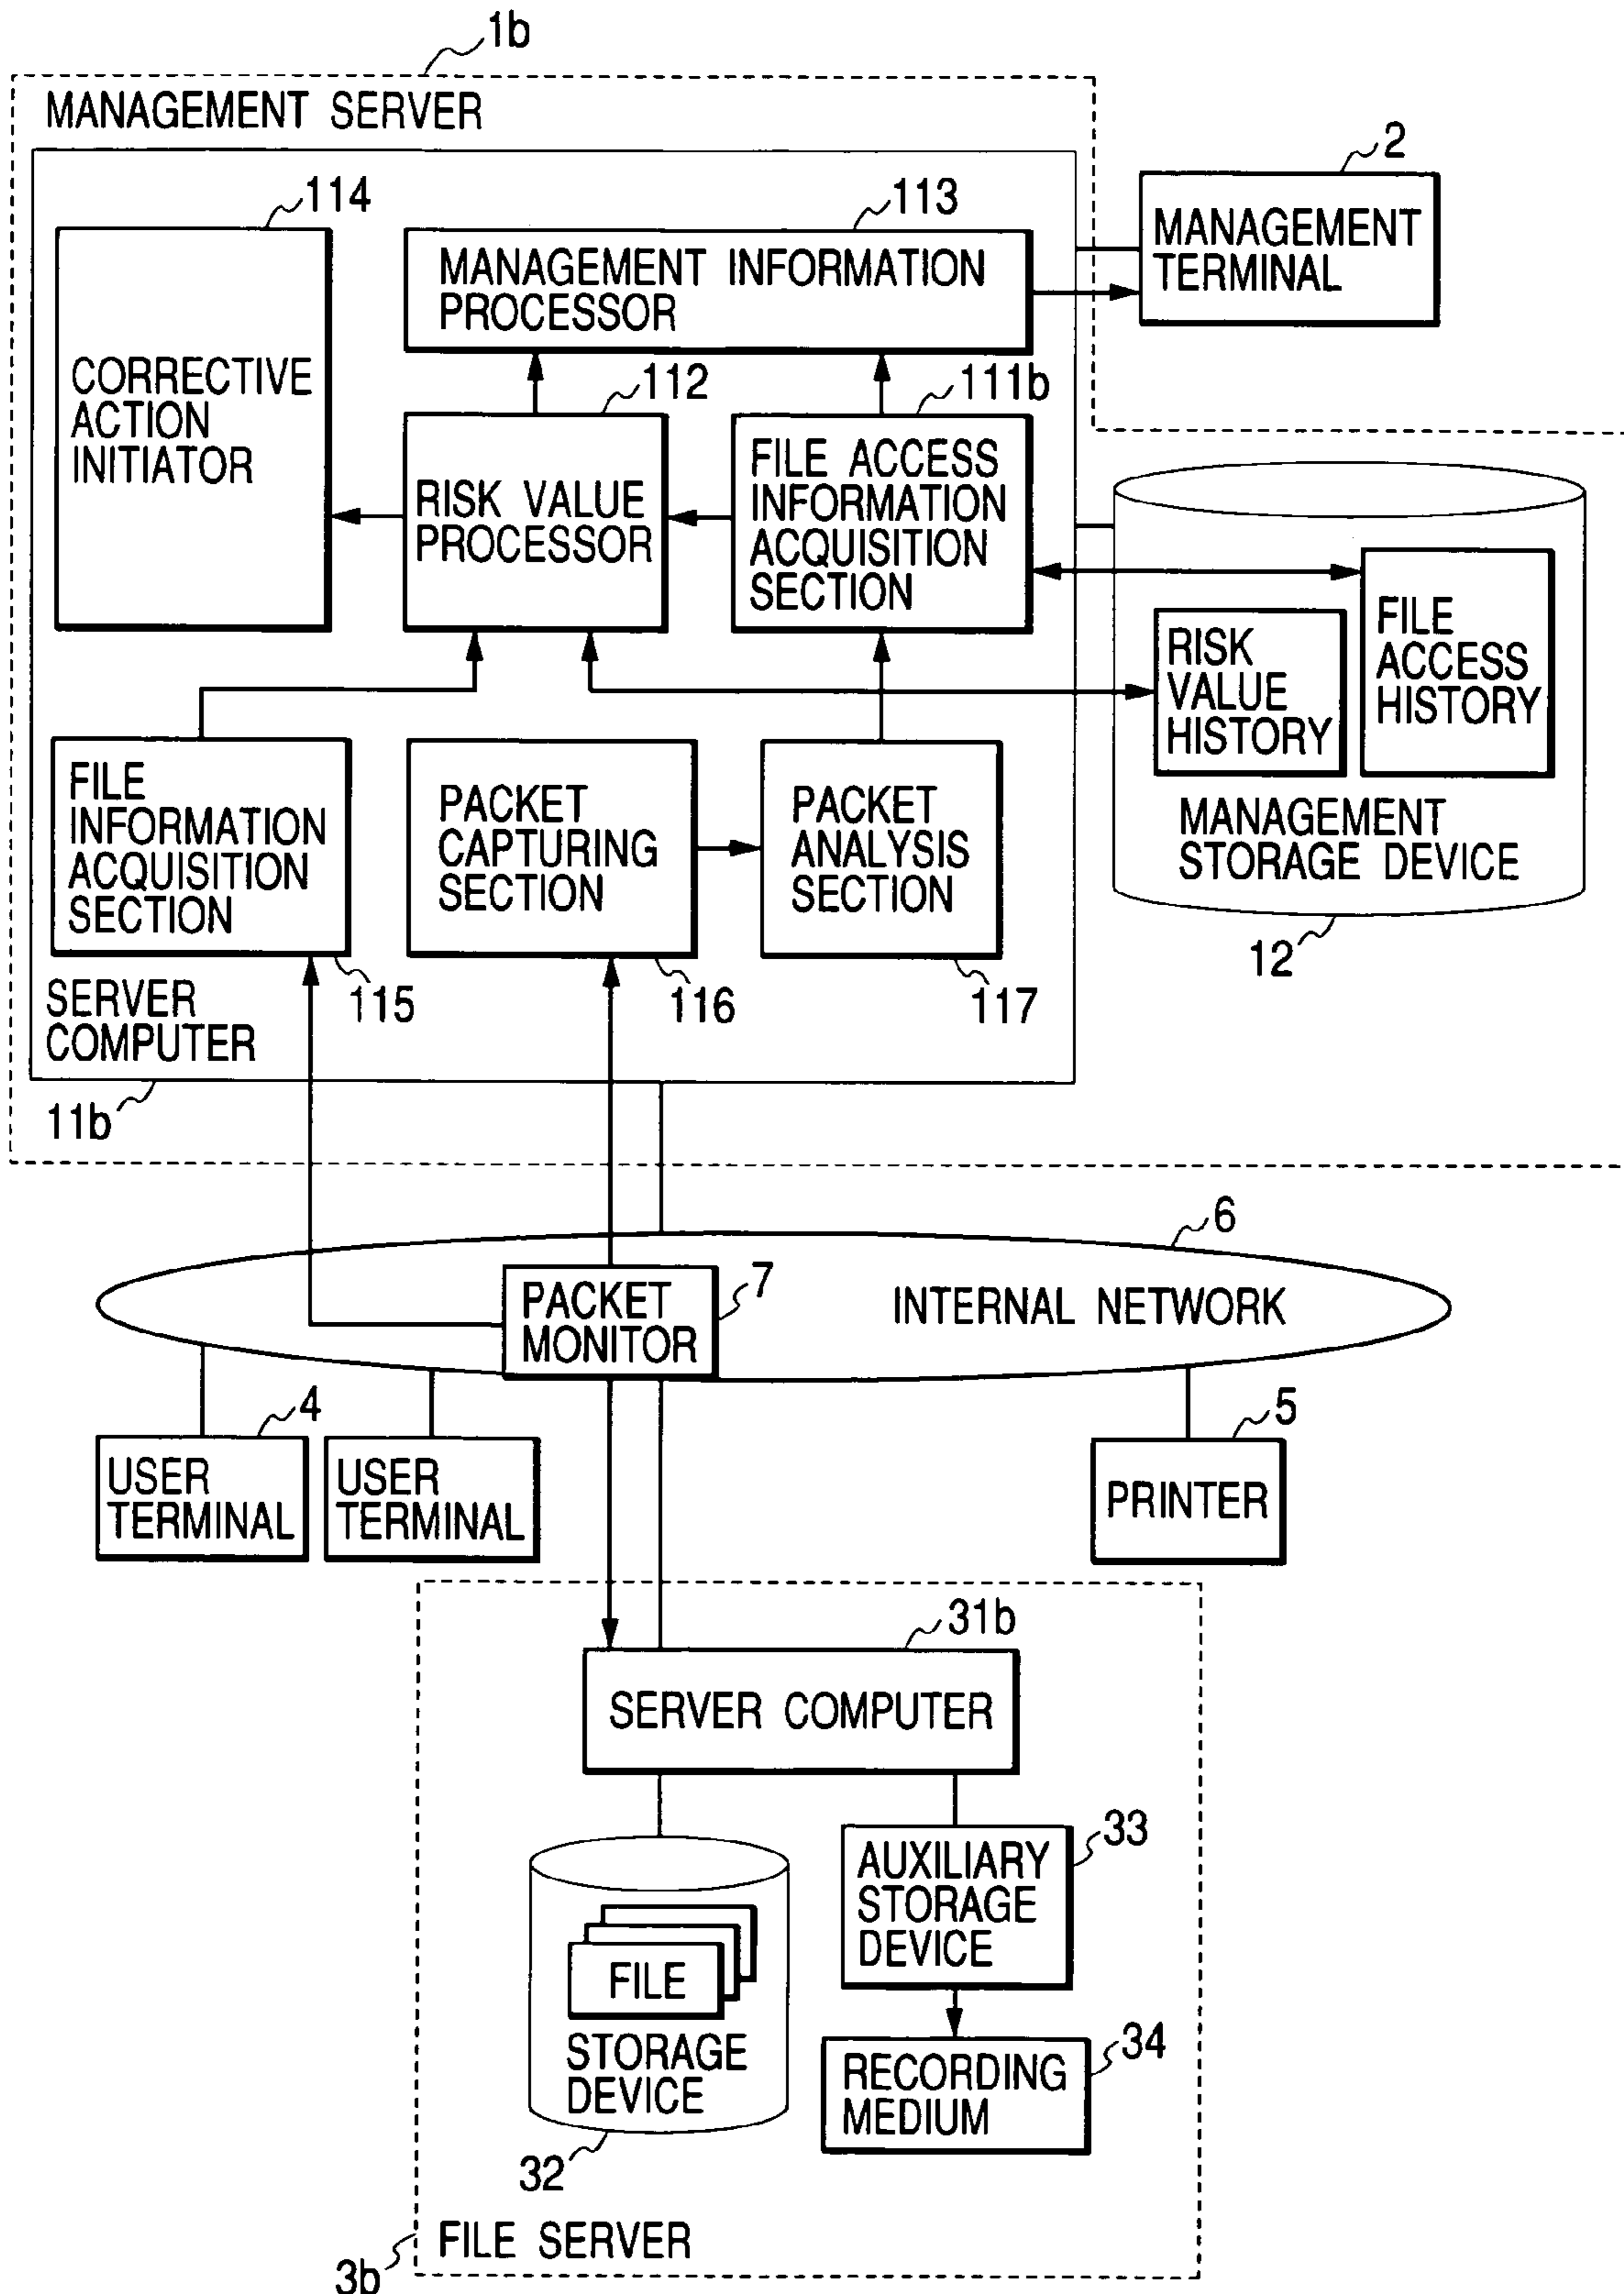 1b
MANAGEMENT SERVER
2
114
113
MANAGEMENT
TERMINAL
MANAGEMENT INFORMATION
PROCESSOR
CORRECTIVE
ACTION
INITIATOR
112
111b
RISK VALUE
PROCESSOR
FILE ACCESS
INFORMATION
ACQUISITION
SECTION
FILE
ACCESS
HISTORY
RISK
VALUE
HISTORY
MANAGEMENT
STORAGE DEVICE
12
FILE
INFORMATION
ACQUISITION
SECTION
PACKET
CAPTURING
SECTION
PACKET
ANALYSIS
SECTION
115
116
117
SERVER
COMPUTER
11b
6
7
PACKET
MONITOR
INTERNAL NETWORK
4
5
USER
TERMINAL
USER
TERMINAL
PRINTER
31b
SERVER COMPUTER
33
AUXILIARY
STORAGE
DEVICE
FILE
STORAGE
DEVICE
34
RECORDING
MEDIUM
32
FILE SERVER
3b